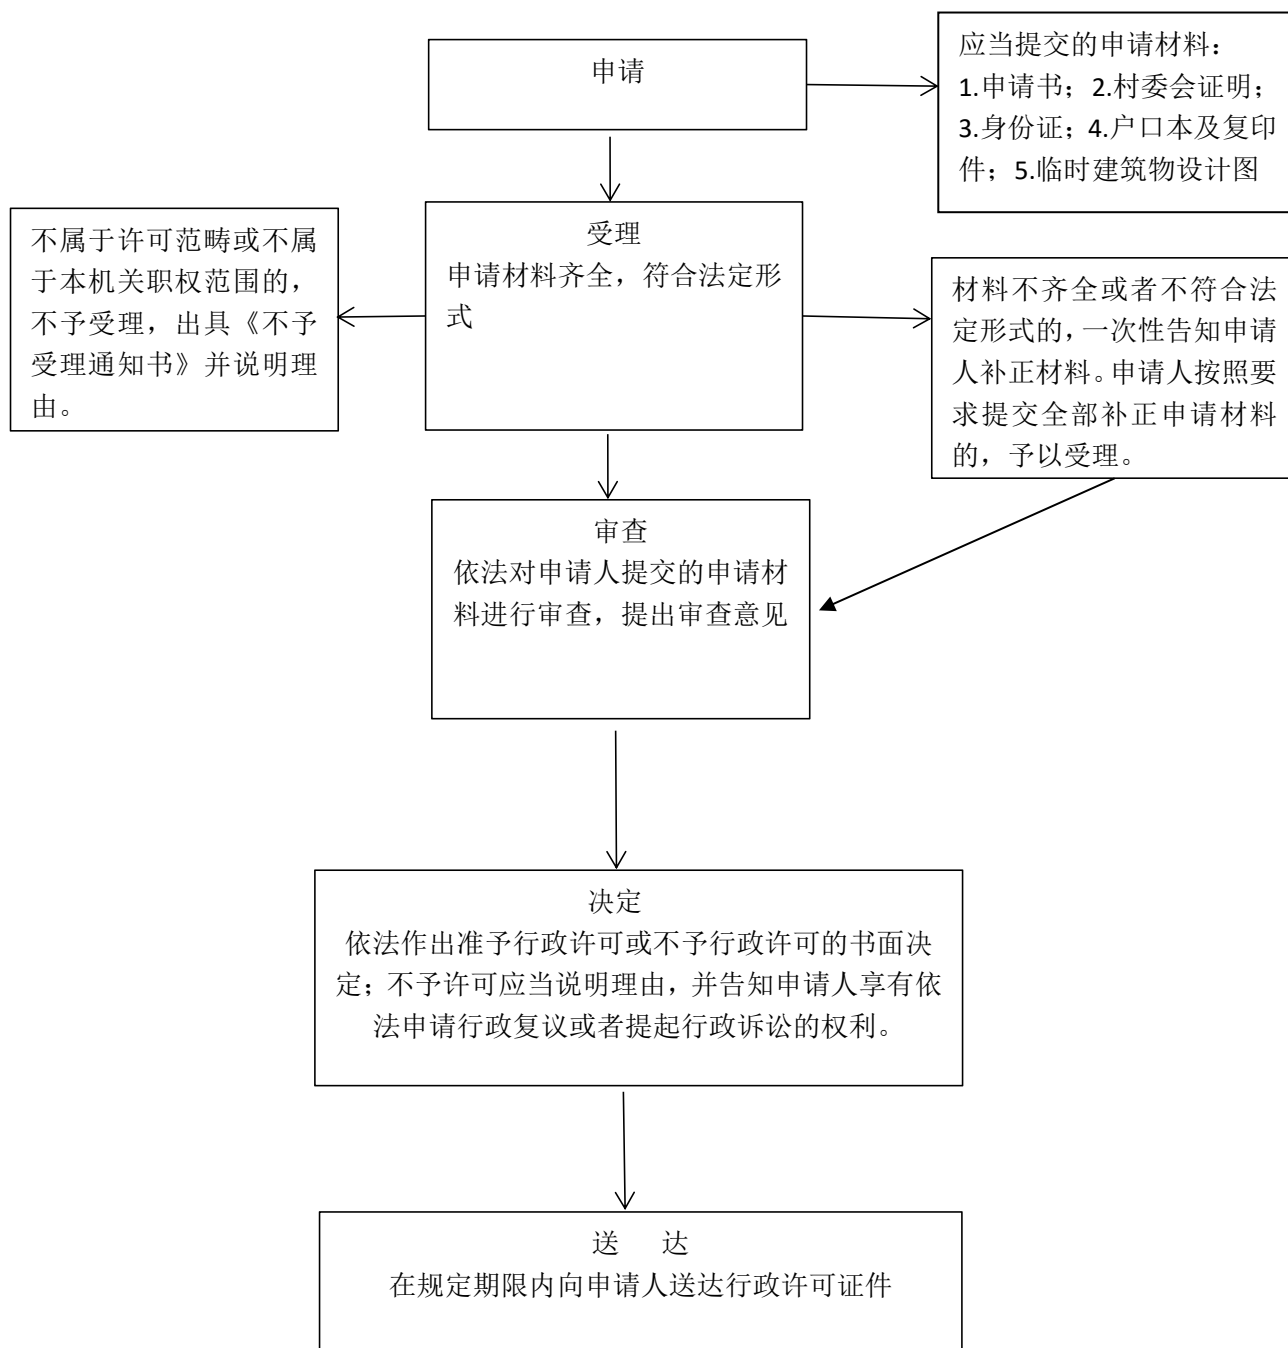 申请
应当提交的申请材料：
1.申请书；2.村委会证明；
3.身份证；4.户口本及复印
件；5.临时建筑物设计图
受理
申请材料齐全，符合法定形
式
不属于许可范畴或不属
于本机关职权范围的，
不予受理，出具《不予
受理通知书》并说明理
由。
材料不齐全或者不符合法
定形式的，一次性告知申请
人补正材料。申请人按照要
求提交全部补正申请材料
的，予以受理。
审查
依法对申请人提交的申请材
料进行审查，提出审查意见
决定
依法作出准予行政许可或不予行政许可的书面决
定；不予许可应当说明理由，并告知申请人享有依
法申请行政复议或者提起行政诉讼的权利。
送 达
在规定期限内向申请人送达行政许可证件